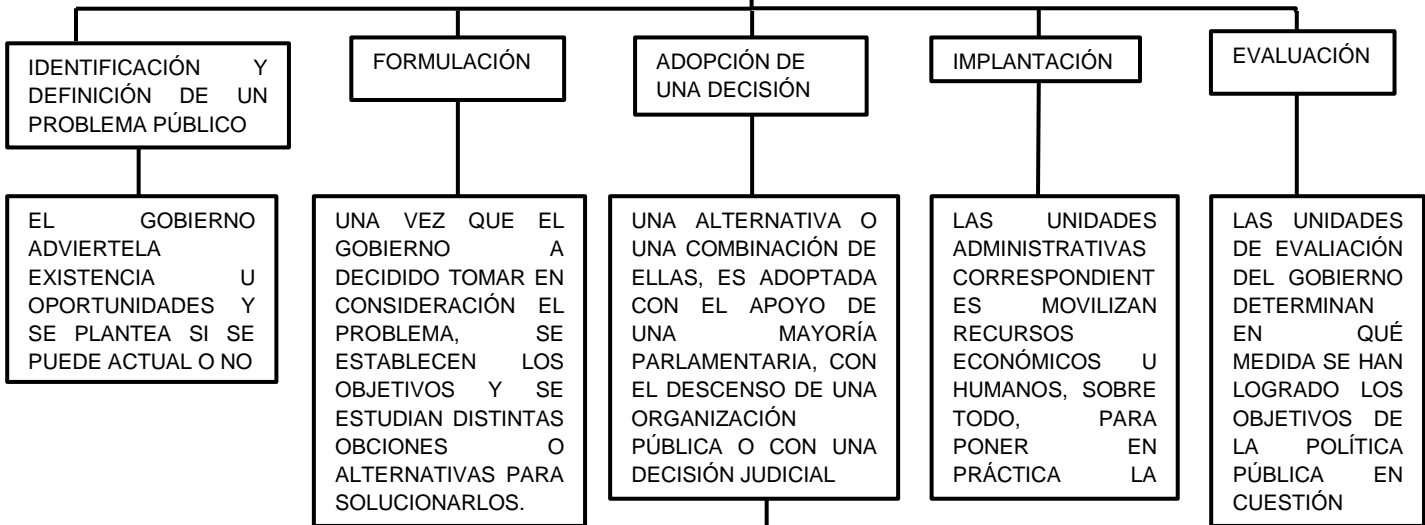 IDENTIFICACIÓN Y
DEFINICIÓN DE UN
PROBLEMA PÚBLICO
FORMULACIÓN
ADOPCIÓN DE
UNA DECISIÓN
IMPLANTACIÓN
EVALUACIÓN
EL GOBIERNO
ADVIERTELA
EXISTENCIA U
OPORTUNIDADES Y
SE PLANTEA SI SE
PUEDE ACTUAL O NO
UNA VEZ QUE EL
GOBIERNO A
DECIDIDO TOMAR EN
CONSIDERACIÓN EL
PROBLEMA, SE
ESTABLECEN LOS
OBJETIVOS Y SE
ESTUDIAN DISTINTAS
OBCIONES O
ALTERNATIVAS PARA
SOLUCIONARLOS.
UNA ALTERNATIVA O
UNA COMBINACIÓN DE
ELLAS, ES ADOPTADA
CON EL APOYO DE
UNA MAYORÍA
PARLAMENTARIA, CON
EL DESCENSO DE UNA
ORGANIZACIÓN
PÚBLICA O CON UNA
DECISIÓN JUDICIAL
LAS UNIDADES
ADMINISTRATIVAS
CORRESPONDIENT
ES MOVILIZAN
RECURSOS
ECONÓMICOS U
HUMANOS, SOBRE
TODO, PARA
PONER EN
PRÁCTICA LA
LAS UNIDADES
DE EVALIACIÓN
DEL GOBIERNO
DETERMINAN
EN QUÉ
MEDIDA SE HAN
LOGRADO LOS
OBJETIVOS DE
LA POLÍTICA
PÚBLICA EN
CUESTIÓN